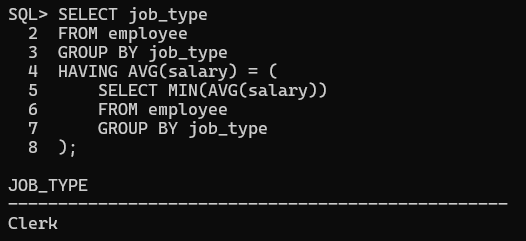 SQL> SELECT job_type
  2  FROM employee
  3  GROUP BY job_type
  4  HAVING AVG(salary) = (
  5      SELECT MIN(AVG(salary))
  6      FROM employee
  7      GROUP BY job_type
  8  );

JOB_TYPE
--------------------------------------------------
Clerk